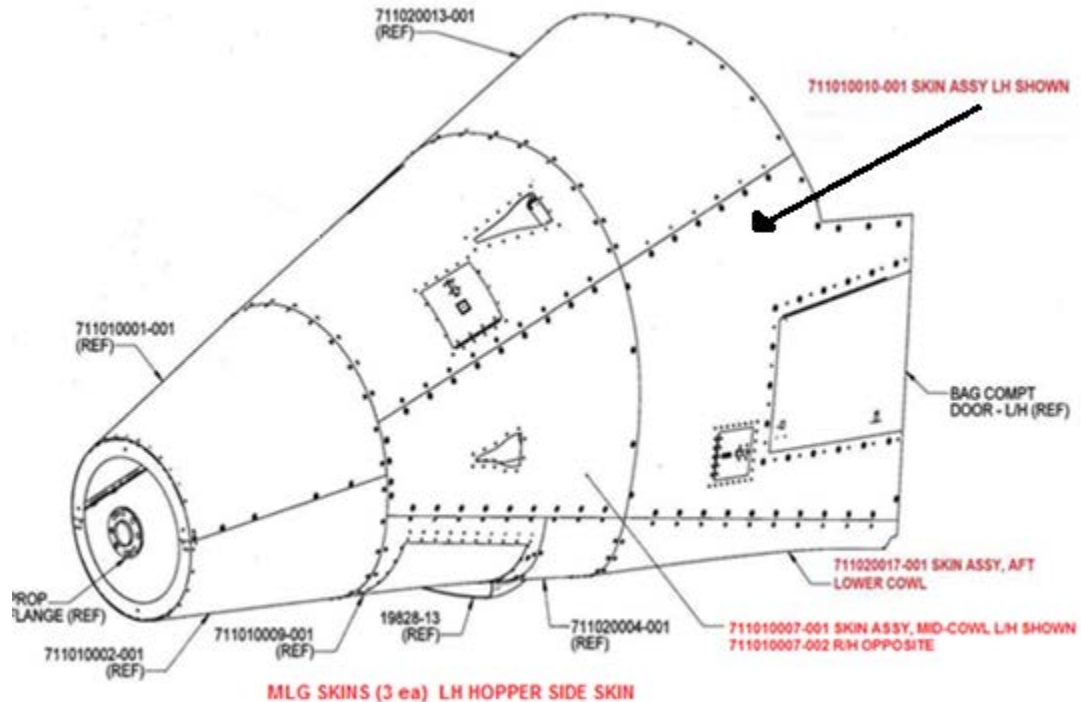 711020013-001
(REF)
711010010-001 SKIN ASSY LH SHOWN
711010001-001
(REF)
BAG COMPT
DOOR - L/H (REF)
711020017-001 SKIN ASSY, AFT
LOWER COWL
PROP
FLANGE (REF)
19828-13
(REF)
711020004-001
(REF)
711010009-001
(REF)
711010002-001
(REF)
711010007-001 SKIN ASSY, MID-COWL L/H SHOWN
711010007-002 R/H OPPOSITE
MLG SKINS (3 ea) LH HOPPER SIDE SKIN